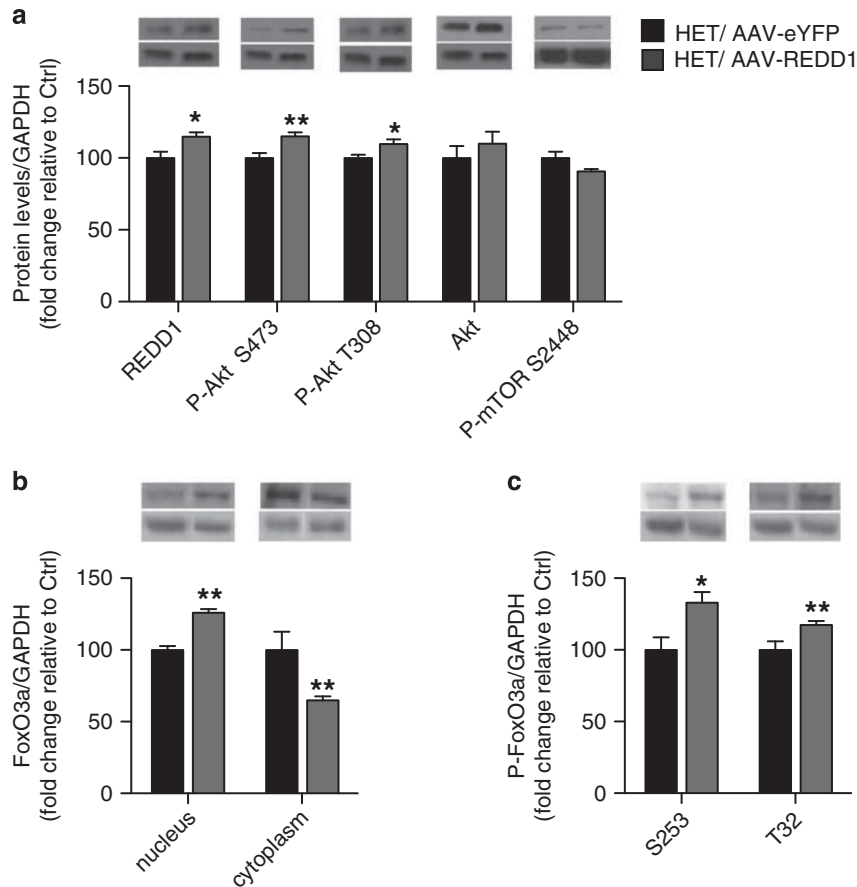 a
HET/ AAV-eYFP
HET/ AAV-REDD1
Protein levels/GAPDH
(fold change relative to Ctrl)
150
100
50
0
*
**
*
REDD1
P-Akt S473
P-Akt T308
Akt
P-mTOR S2448
b
FoxO3a/GAPDH
(fold change relative to Ctrl)
150
100
50
0
**
**
nucleus
cytoplasm
c
P-FoxO3a/GAPDH
(fold change relative to Ctrl)
150
100
50
0
*
**
S253
T32